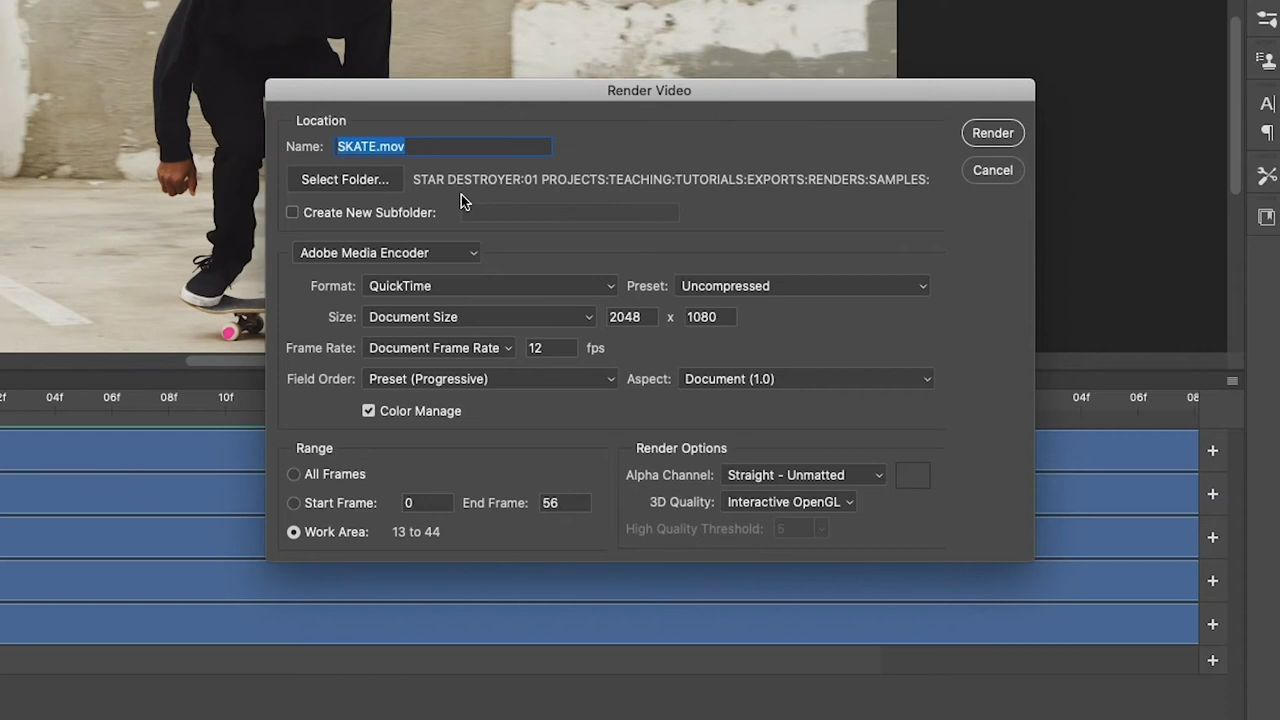 Render Video
Location
Name: SKATE.mov
Render
Select Folder... STAR DESTROYER:01 PROJECTS:TEACHING:TUTORIALS:EXPORTS:RENDERS:SAMPLES:
Cancel
Create New Subfolder:
Adobe Media Encoder
Format: QuickTime Preset: Uncompressed
Size: Document Size 2048 x 1080
Frame Rate: Document Frame Rate 12 fps
Field Order: Preset (Progressive) Aspect: Document (1.0)
Color Manage
Range
All Frames
Start Frame: 0 End Frame: 56
Work Area: 13 to 44
Render Options
Alpha Channel: Straight - Unmatted
3D Quality: Interactive OpenGL
High Quality Threshold: 5
04f 06f 08f 10f 04f 06f